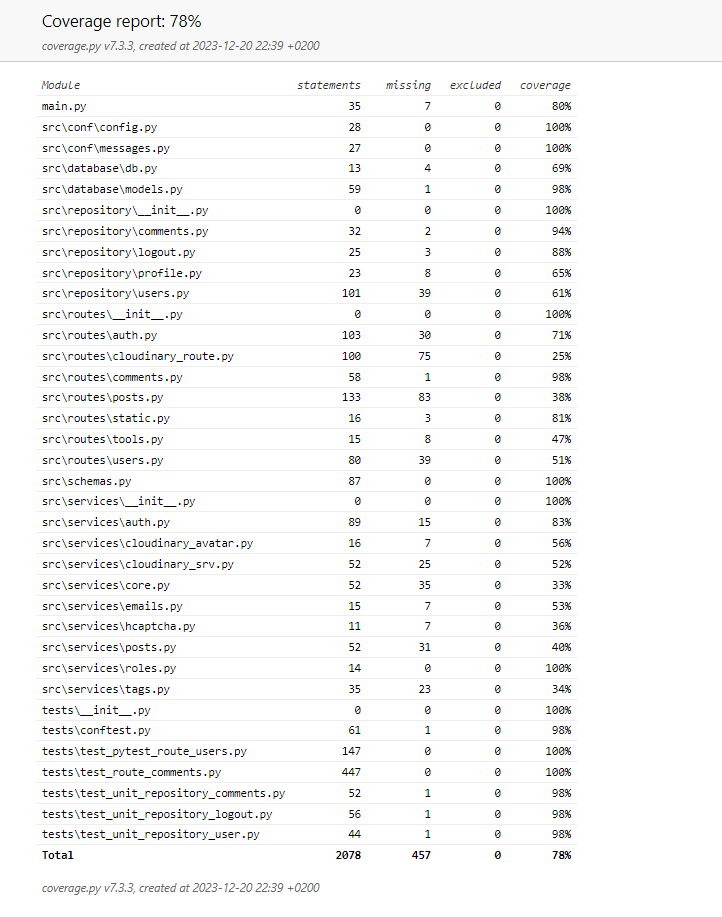 Coverage report: 78%
coverage.py v7.3.3, created at 2023-12-20 22:39 +0200
Module statements missing excluded coverage
main.py 35 7 0 80%
src\conf\config.py 28 0 0 100%
src\conf\messages.py 27 0 0 100%
src\database\db.py 13 4 0 69%
src\database\models.py 59 1 0 98%
src\repository\__init__.py 0 0 0 100%
src\repository\comments.py 32 2 0 94%
src\repository\logout.py 25 3 0 88%
src\repository\profile.py 23 8 0 65%
src\repository\users.py 101 39 0 61%
src\routes\__init__.py 0 0 0 100%
src\routes\auth.py 103 30 0 71%
src\routes\cloudinary_route.py 100 75 0 25%
src\routes\comments.py 58 1 0 98%
src\routes\posts.py 133 83 0 38%
src\routes\static.py 16 3 0 81%
src\routes\tools.py 15 8 0 47%
src\routes\users.py 80 39 0 51%
src\schemas.py 87 0 0 100%
src\services\__init__.py 0 0 0 100%
src\services\auth.py 89 15 0 83%
src\services\cloudinary_avatar.py 16 7 0 56%
src\services\cloudinary_srv.py 52 25 0 52%
src\services\core.py 52 35 0 33%
src\services\emails.py 15 7 0 53%
src\services\hcaptcha.py 11 7 0 36%
src\services\posts.py 52 31 0 40%
src\services\roles.py 14 0 0 100%
src\services\tags.py 35 23 0 34%
tests\__init__.py 0 0 0 100%
tests\conftest.py 61 1 0 98%
tests\test_pytest_route_users.py 147 0 0 100%
tests\test_route_comments.py 447 0 0 100%
tests\test_unit_repository_comments.py 52 1 0 98%
tests\test_unit_repository_logout.py 56 1 0 98%
tests\test_unit_repository_user.py 44 1 0 98%
Total 2078 457 0 78%
coverage.py v7.3.3, created at 2023-12-20 22:39 +0200